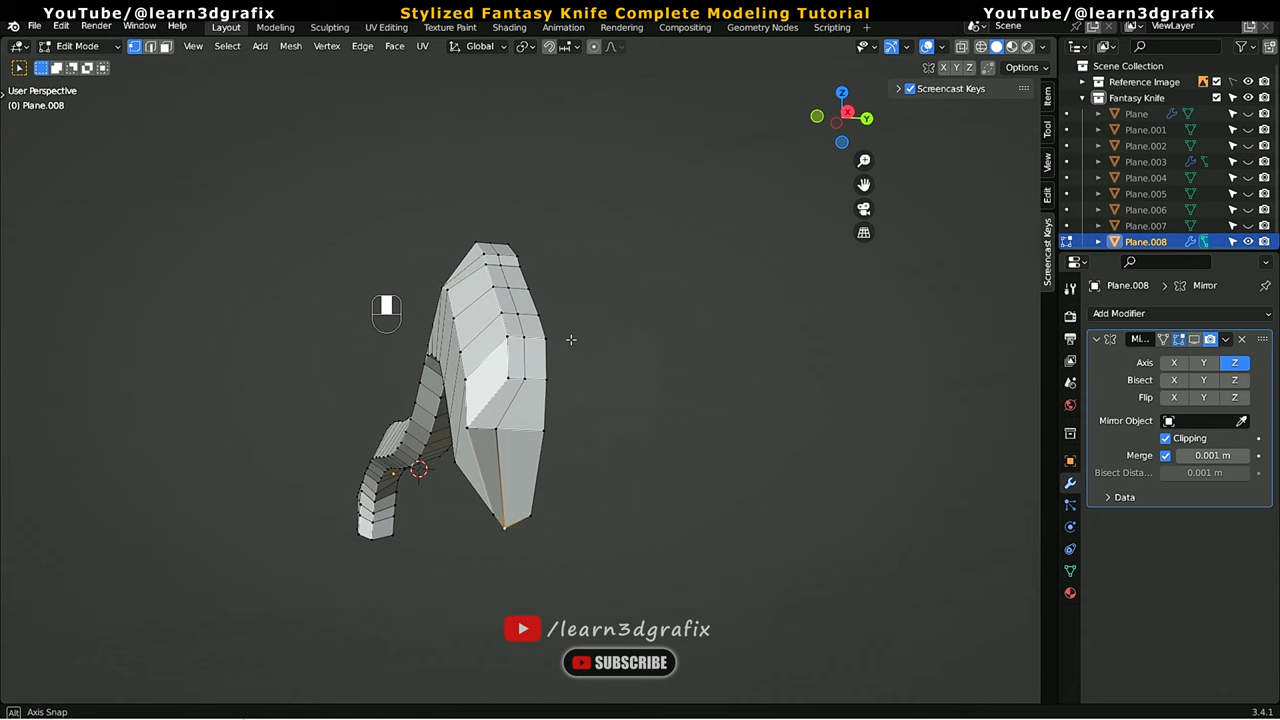 YouTube/@learn3dgrafix
Stylized Fantasy Knife Complete Modeling Tutorial
YouTube/@learn3dgrafix
File Edit Render Window Help Layout Modeling Sculpting UV Editing Texture Paint Shading Animation Rendering Compositing Geometry Nodes Scripting +
Scene
ViewLayer
Edit Mode View Select Add Mesh Vertex Edge Face UV Global
X Y Z Options
User Perspective
(0) Plane.008
Screencast Keys
Item
Tool
View
Edit
Screencast Keys
Z
X
Y
Scene Collection
Reference Image
Fantasy Knife
Plane
Plane.001
Plane.002
Plane.003
Plane.004
Plane.005
Plane.006
Plane.007
Plane.008
Plane.008 > Mirror
Add Modifier
Mi...
Axis X Y Z
Bisect X Y Z
Flip X Y Z
Mirror Object
Clipping
Merge 0.001 m
Bisect Dista... 0.001 m
Data
/learn3dgrafix
SUBSCRIBE
Alt Axis Snap
3.4.1